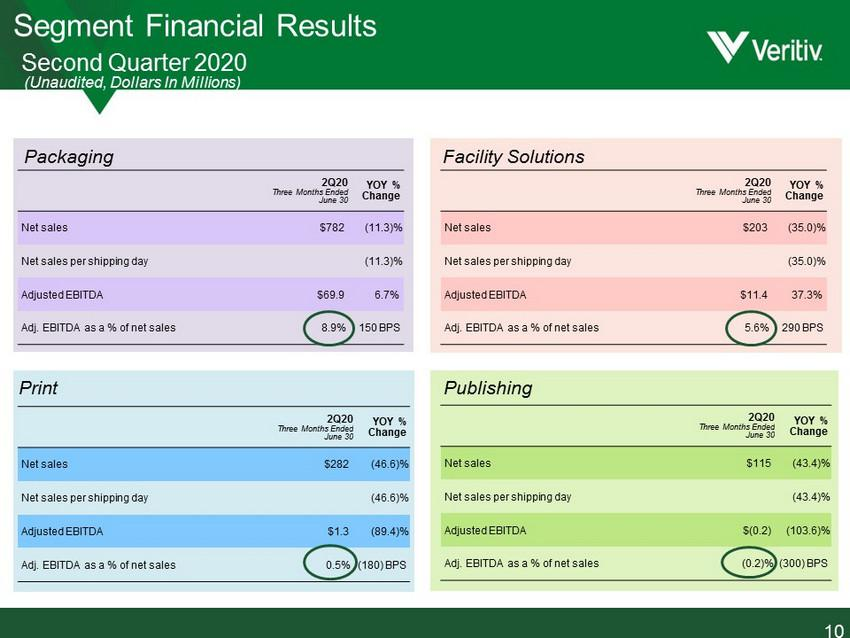 Segment Financial Results
Second Quarter 2020
(Unaudited, Dollars In Millions)
Veritiv.
Packaging
2Q20 YOY %
Three Months Ended Change
June 30
Net sales $782 (11.3)%
Net sales per shipping day (11.3)%
Adjusted EBITDA $69.9 6.7%
Adj. EBITDA as a % of net sales 8.9% 150 BPS
Facility Solutions
2Q20 YOY %
Three Months Ended Change
June 30
Net sales $203 (35.0)%
Net sales per shipping day (35.0)%
Adjusted EBITDA $11.4 37.3%
Adj. EBITDA as a % of net sales 5.6% 290 BPS
Print
2Q20 YOY %
Three Months Ended Change
June 30
Net sales $282 (46.6)%
Net sales per shipping day (46.6)%
Adjusted EBITDA $1.3 (89.4)%
Adj. EBITDA as a % of net sales 0.5% (180) BPS
Publishing
2Q20 YOY %
Three Months Ended Change
June 30
Net sales $115 (43.4)%
Net sales per shipping day (43.4)%
Adjusted EBITDA $(0.2) (103.6)%
Adj. EBITDA as a % of net sales (0.2)% (300) BPS
10